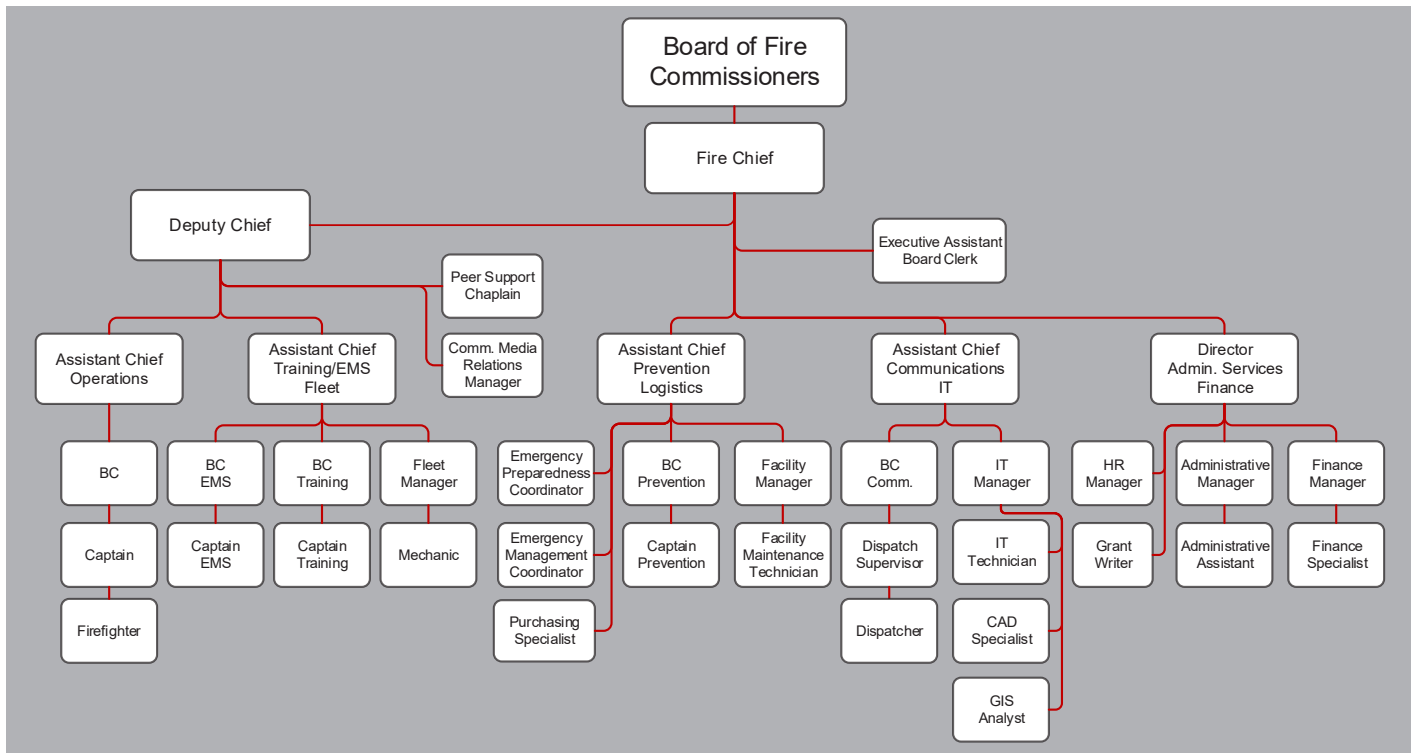 Board of Fire
Commissioners
Fire Chief
Deputy Chief
Executive Assistant
Board Clerk
Peer Support
Chaplain
Comm. Media
Relations
Manager
Assistant Chief
Operations
Assistant Chief
Training/EMS
Fleet
Assistant Chief
Prevention
Logistics
Assistant Chief
Communications
IT
Director
Admin. Services
Finance
BC
BC
EMS
BC
Training
Fleet
Manager
Emergency
Preparedness
Coordinator
BC
Prevention
Facility
Manager
BC
Comm.
IT
Manager
HR
Manager
Administrative
Manager
Finance
Manager
Captain
Captain
EMS
Captain
Training
Mechanic
Emergency
Management
Coordinator
Captain
Prevention
Facility
Maintenance
Technician
Dispatch
Supervisor
IT
Technician
Grant
Writer
Administrative
Assistant
Finance
Specialist
Firefighter
Purchasing
Specialist
Dispatcher
CAD
Specialist
GIS
Analyst